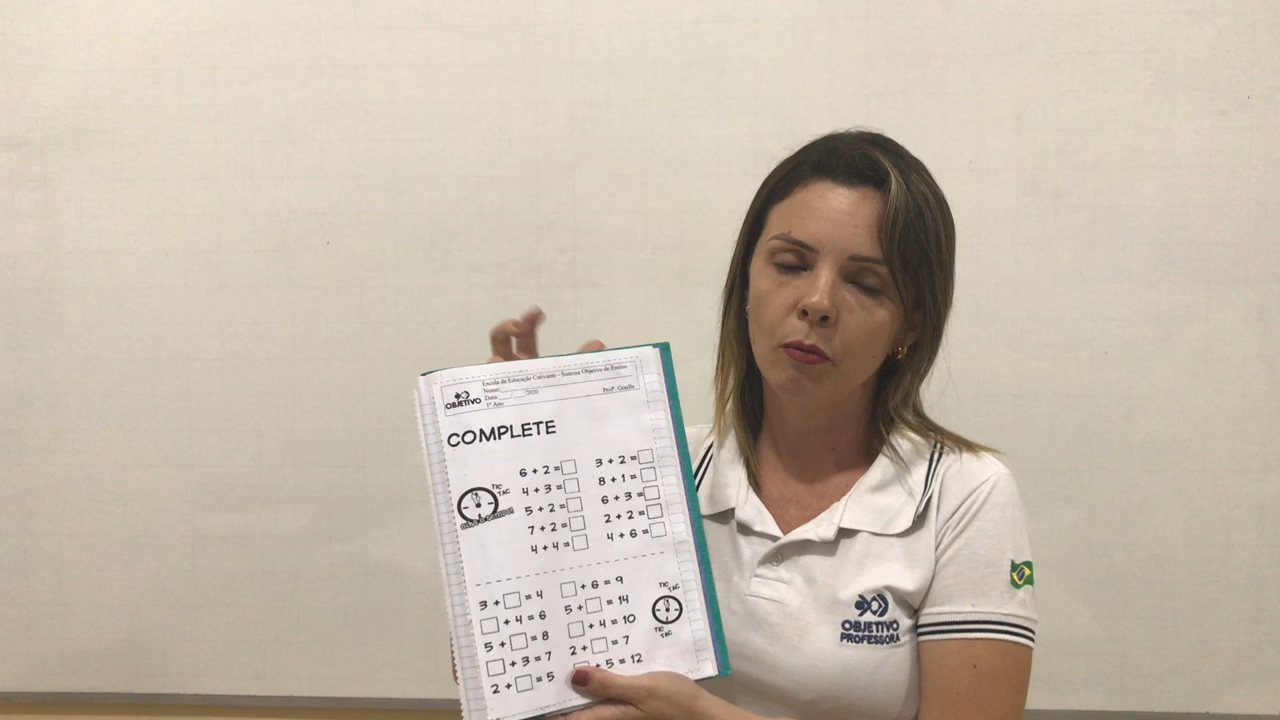 Escola de Educação Cativante - Sistema Objetivo de Ensino
Nome:
Data: / /2020
1º Ano Profª. Giselle
OBJETIVO
COMPLETE
6 + 2 = 3 + 2 =
4 + 3 = 8 + 1 =
5 + 2 = 6 + 3 =
7 + 2 = 2 + 2 =
4 + 4 = 4 + 6 =
TIC
TAC
3 + = 4 + 6 = 9
+ 4 = 6 5 + = 14
5 + = 8 + 4 = 10
+ 3 = 7 2 + = 7
2 + = 5 + 5 = 12
TIC
TAC
TIC
TAC
OBJETIVO
PROFESSORA